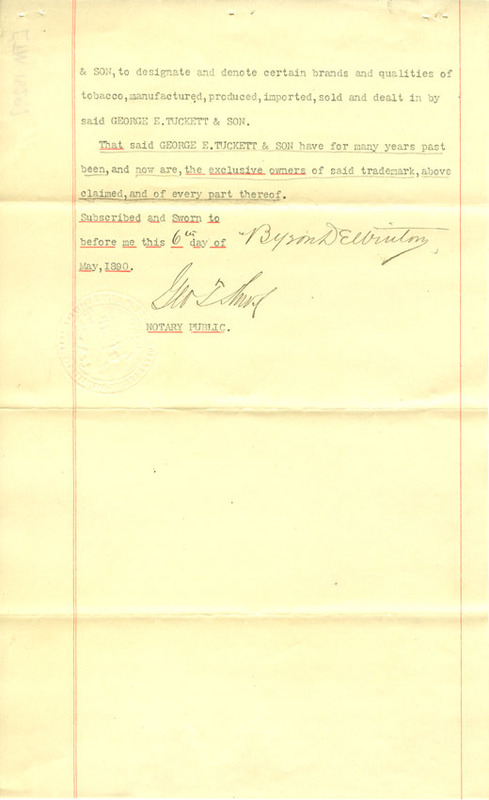 & SON, to designate and denote certain brands and qualities of
tobacco, manufactured, produced, imported, sold and dealt in by
said GEORGE E. TUCKETT & SON.
That said GEORGE E. TUCKETT & SON have for many years past
been, and now are, the exclusive owners of said trademark, above
claimed, and of every part thereof.
Subscribed and Sworn to
before me this 6th day of Byron D
May, 1890.
Geo
NOTARY PUBLIC.